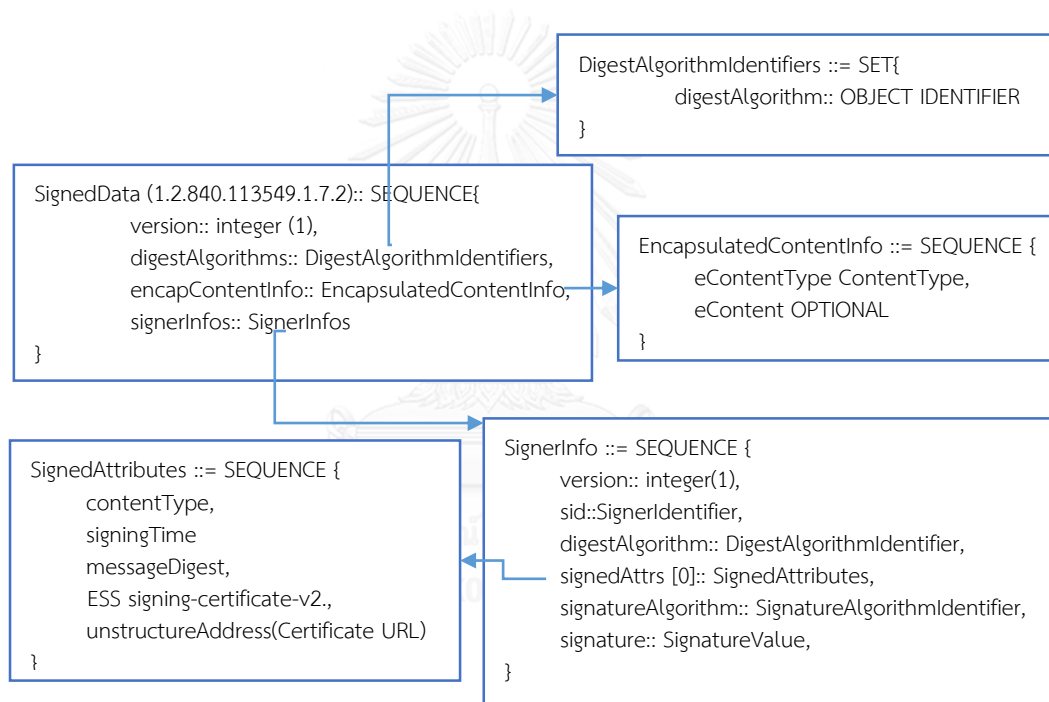 DigestAlgorithmIdentifiers ::= SET{
digestAlgorithm:: OBJECT IDENTIFIER
}
SignedData (1.2.840.113549.1.7.2):: SEQUENCE{
version:: integer (1),
digestAlgorithms:: DigestAlgorithmIdentifiers,
encapContentInfo:: EncapsulatedContentInfo,
signerInfos:: SignerInfos
}
EncapsulatedContentInfo ::= SEQUENCE {
eContentType ContentType,
eContent OPTIONAL
}
SignedAttributes ::= SEQUENCE {
contentType,
signingTime
messageDigest,
ESS signing-certificate-v2.,
unstructureAddress(Certificate URL)
}
SignerInfo ::= SEQUENCE {
version:: integer(1),
sid::SignerIdentifier,
digestAlgorithm:: DigestAlgorithmIdentifier,
signedAttrs [0]:: SignedAttributes,
signatureAlgorithm:: SignatureAlgorithmIdentifier,
signature:: SignatureValue,
}